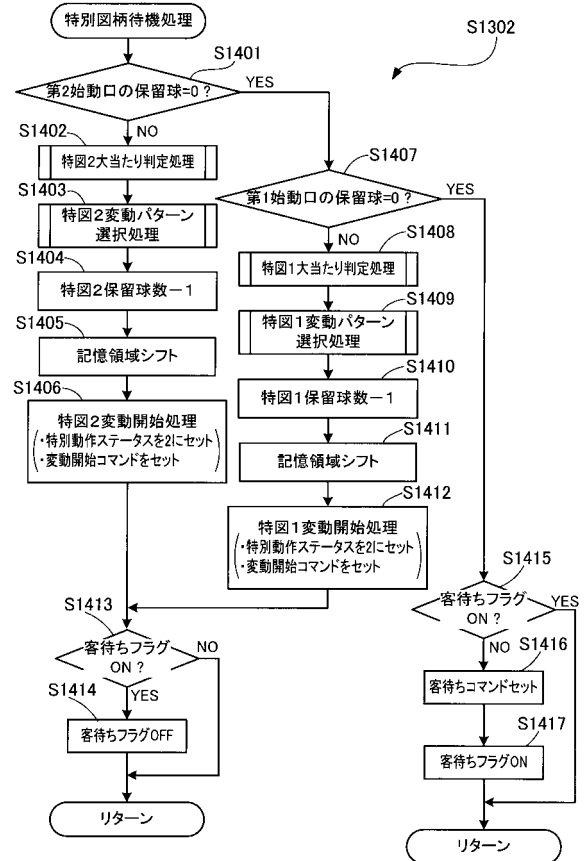 特別図柄待機処理
S1302
S1401
第2始動口の保留球=0？
YES
NO
S1402
特図2大当たり判定処理
S1403
特図2変動パターン
選択処理
S1404
特図2保留球数－1
S1405
記憶領域シフト
S1406
特図2変動開始処理
・特別動作ステータスを2にセット
・変動開始コマンドをセット
S1407
第1始動口の保留球=0？
YES
NO
S1408
特図1大当たり判定処理
S1409
特図1変動パターン
選択処理
S1410
特図1保留球数－1
S1411
記憶領域シフト
S1412
特図1変動開始処理
・特別動作ステータスを2にセット
・変動開始コマンドをセット
S1413
客待ちフラグ
ON？
NO
YES
S1414
客待ちフラグOFF
リターン
S1415
客待ちフラグ
ON？
YES
NO
S1416
客待ちコマンドセット
S1417
客待ちフラグON
リターン